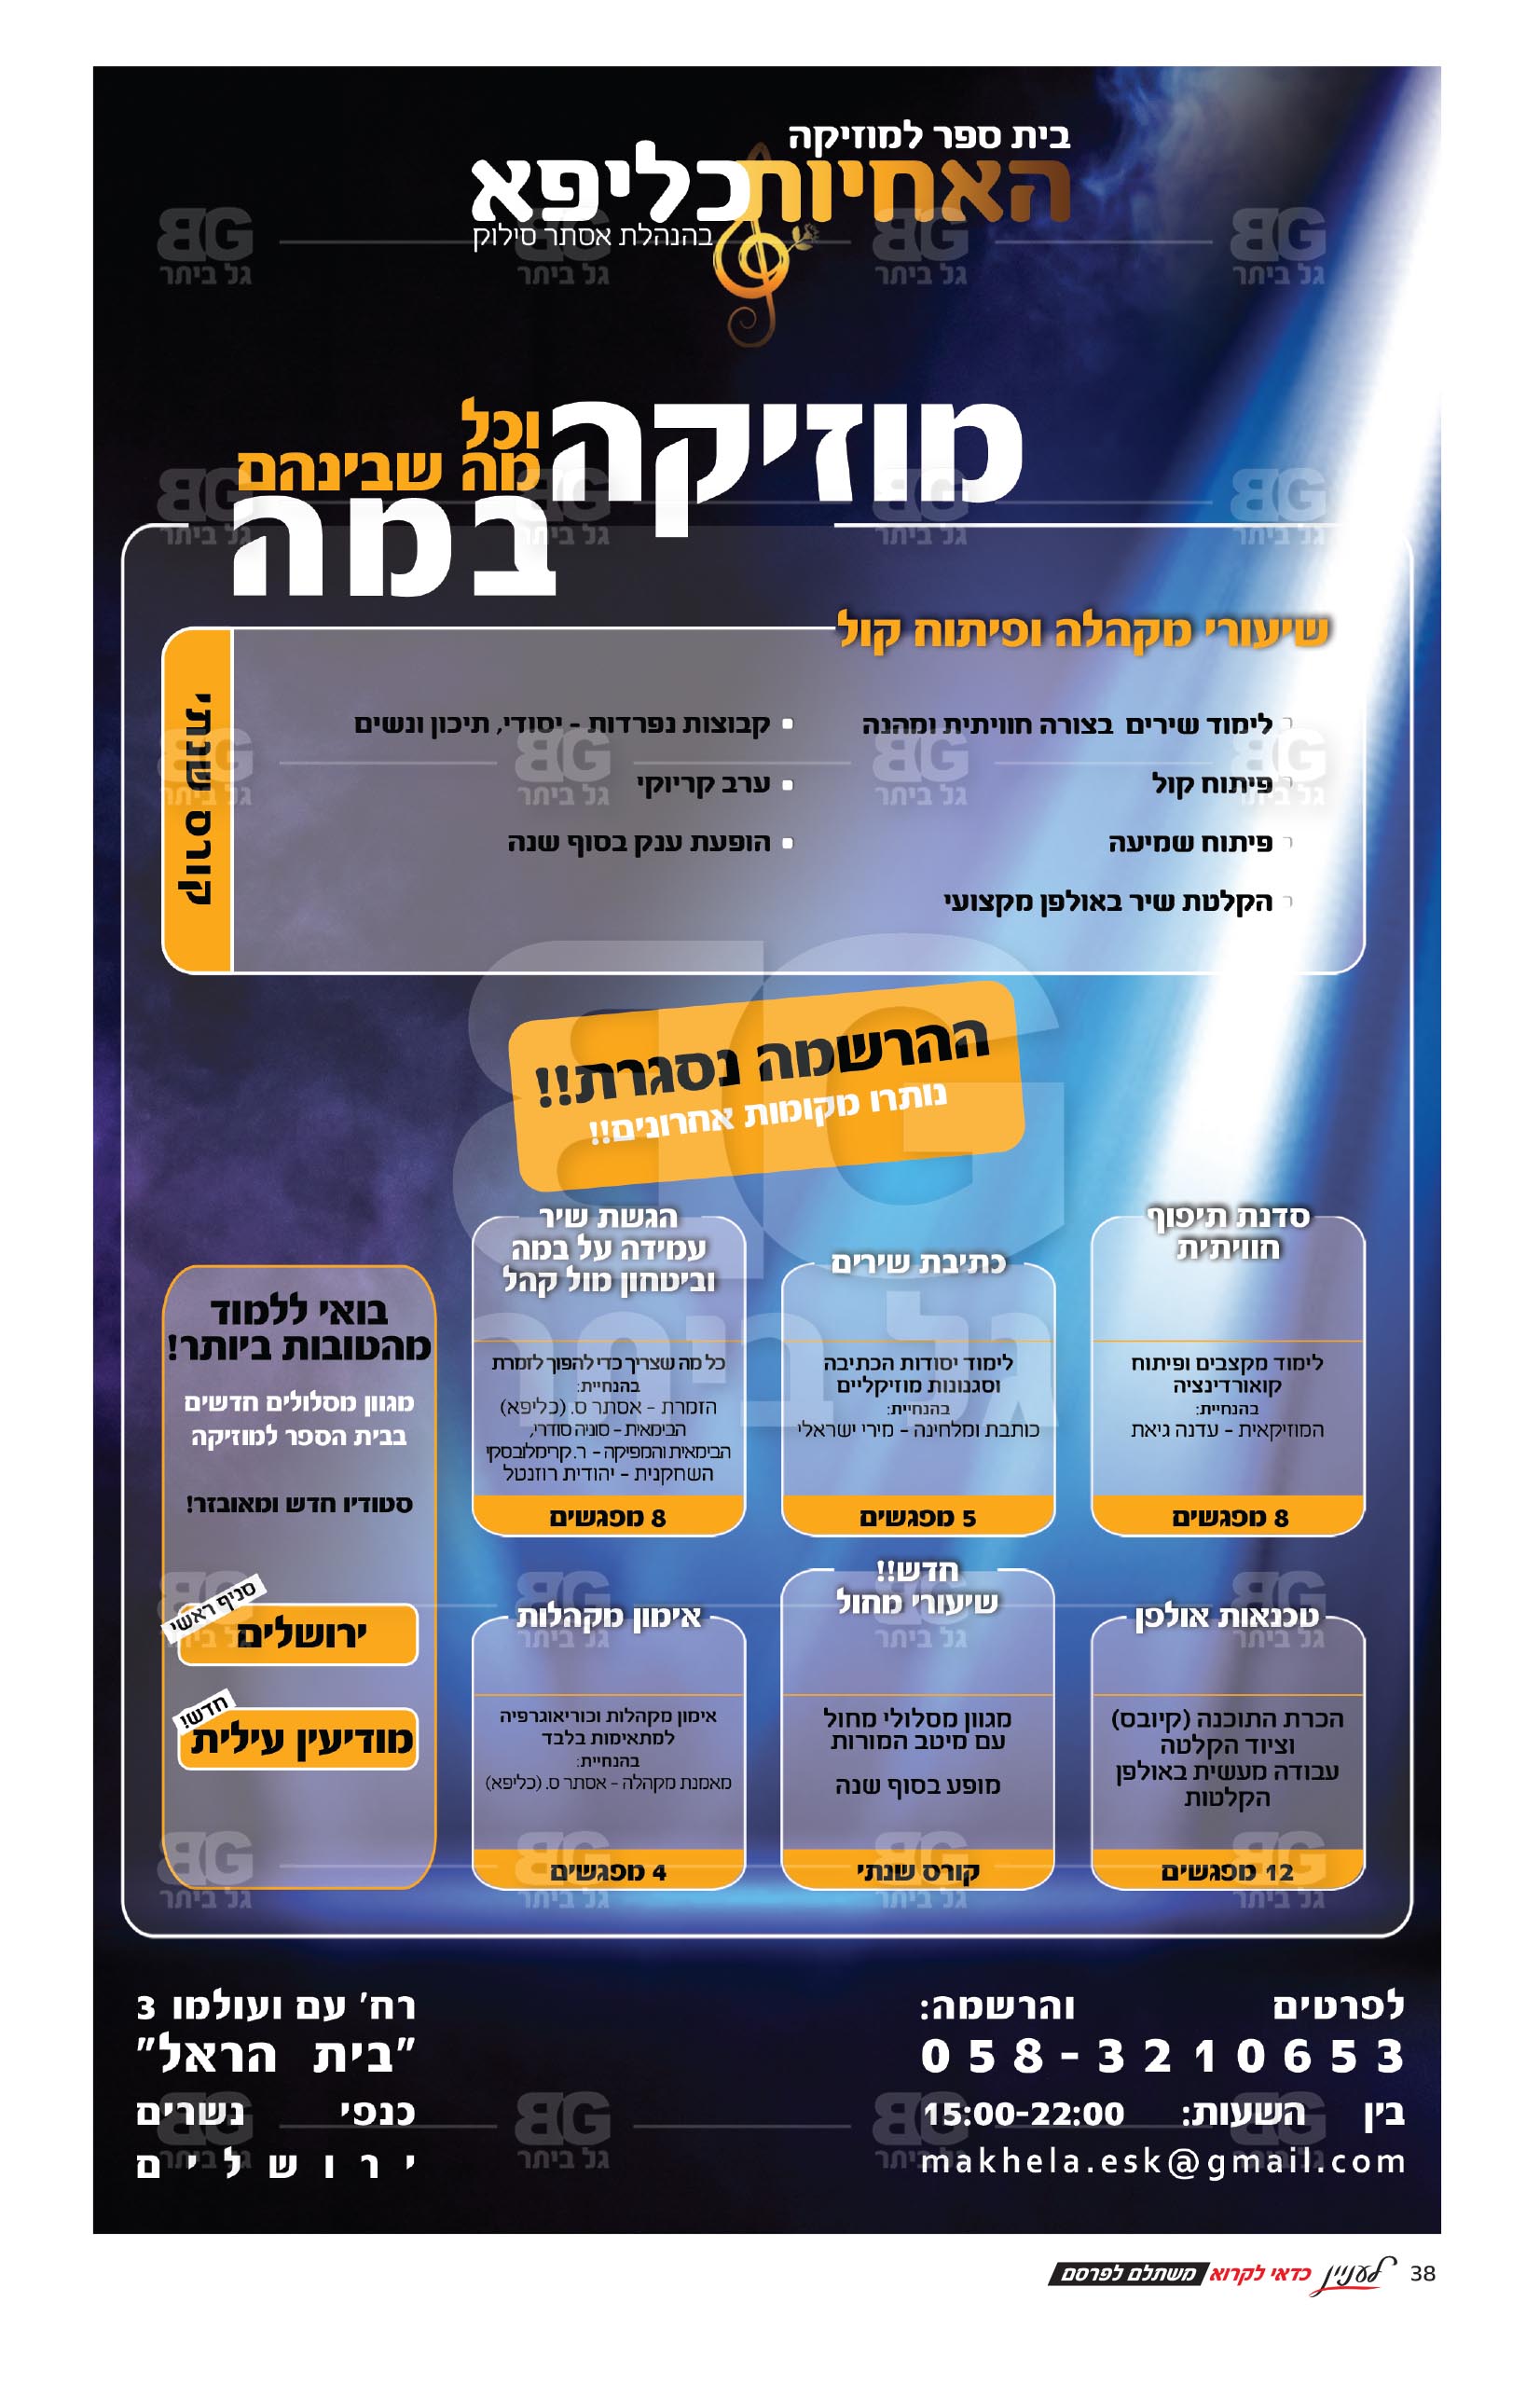 בית ספר למוזיקה
האחיות כליפא
בהנהלת אסתר סילוק
מוזיקה וכל
מה שבינהם
במה
שיעורי מקהלה ופיתוח קול
קורס שנתי
לימוד שירים בצורה חוויתית ומהנה
פיתוח קול
פיתוח שמיעה
הקלטת שיר באולפן מקצועי
קבוצות נפרדות - יסודי, תיכון ונשים
ערב קריוקי
הופעת ענק בסוף שנה
ההרשמה נסגרת!!
נותרו מקומות אחרונים!!
סדנת תיפוף
חוויתית
לימוד מקצבים ופיתוח
קואורדינציה
בהנחיית:
המוזיקאית - עדנה גיאת
8 מפגשים
כתיבת שירים
לימוד יסודות הכתיבה
וסגנונות מוזיקליים
בהנחיית:
כותבת ומלחינה - מירי ישראלי
5 מפגשים
הגשת שיר
עמידה על במה
וביטחון מול קהל
כל מה שצריך כדי להפוך לזמרת
בהנחיית:
הזמרת - אסתר ס. (כליפא)
הבימאית - סוניה סודרי,
הבימאית והמפיקה - ר. קרימלובסקי
השחקנית - יהודית רוזנטל
8 מפגשים
טכנאות אולפן
הכרת התוכנה (קיובס)
וציוד הקלטה
עבודה מעשית באולפן
הקלטות
12 מפגשים
חדש!!
שיעורי מחול
מגוון מסלולי מחול
עם מיטב המורות
מופע בסוף שנה
קורס שנתי
אימון מקהלות
אימון מקהלות וכוריאוגרפיה
למתאימות בלבד
בהנחיית:
מאמנת מקהלה - אסתר ס. (כליפא)
4 מפגשים
בואי ללמוד
מהטובות ביותר!
מגוון מסלולים חדשים
בבית הספר למוזיקה
סטודיו חדש ומאובזר!
סניף ראשי
ירושלים
חדש!
מודיעין עילית
לפרטים והרשמה:
058-3210653
בין השעות: 15:00-22:00
makhela.esk@gmail.com
רח' עם ועולמו 3
"בית הראל"
כנפי נשרים
ירושלים
BG
גל ביתר
38 לעניין כדאי לקרוא משתלם לפרסם